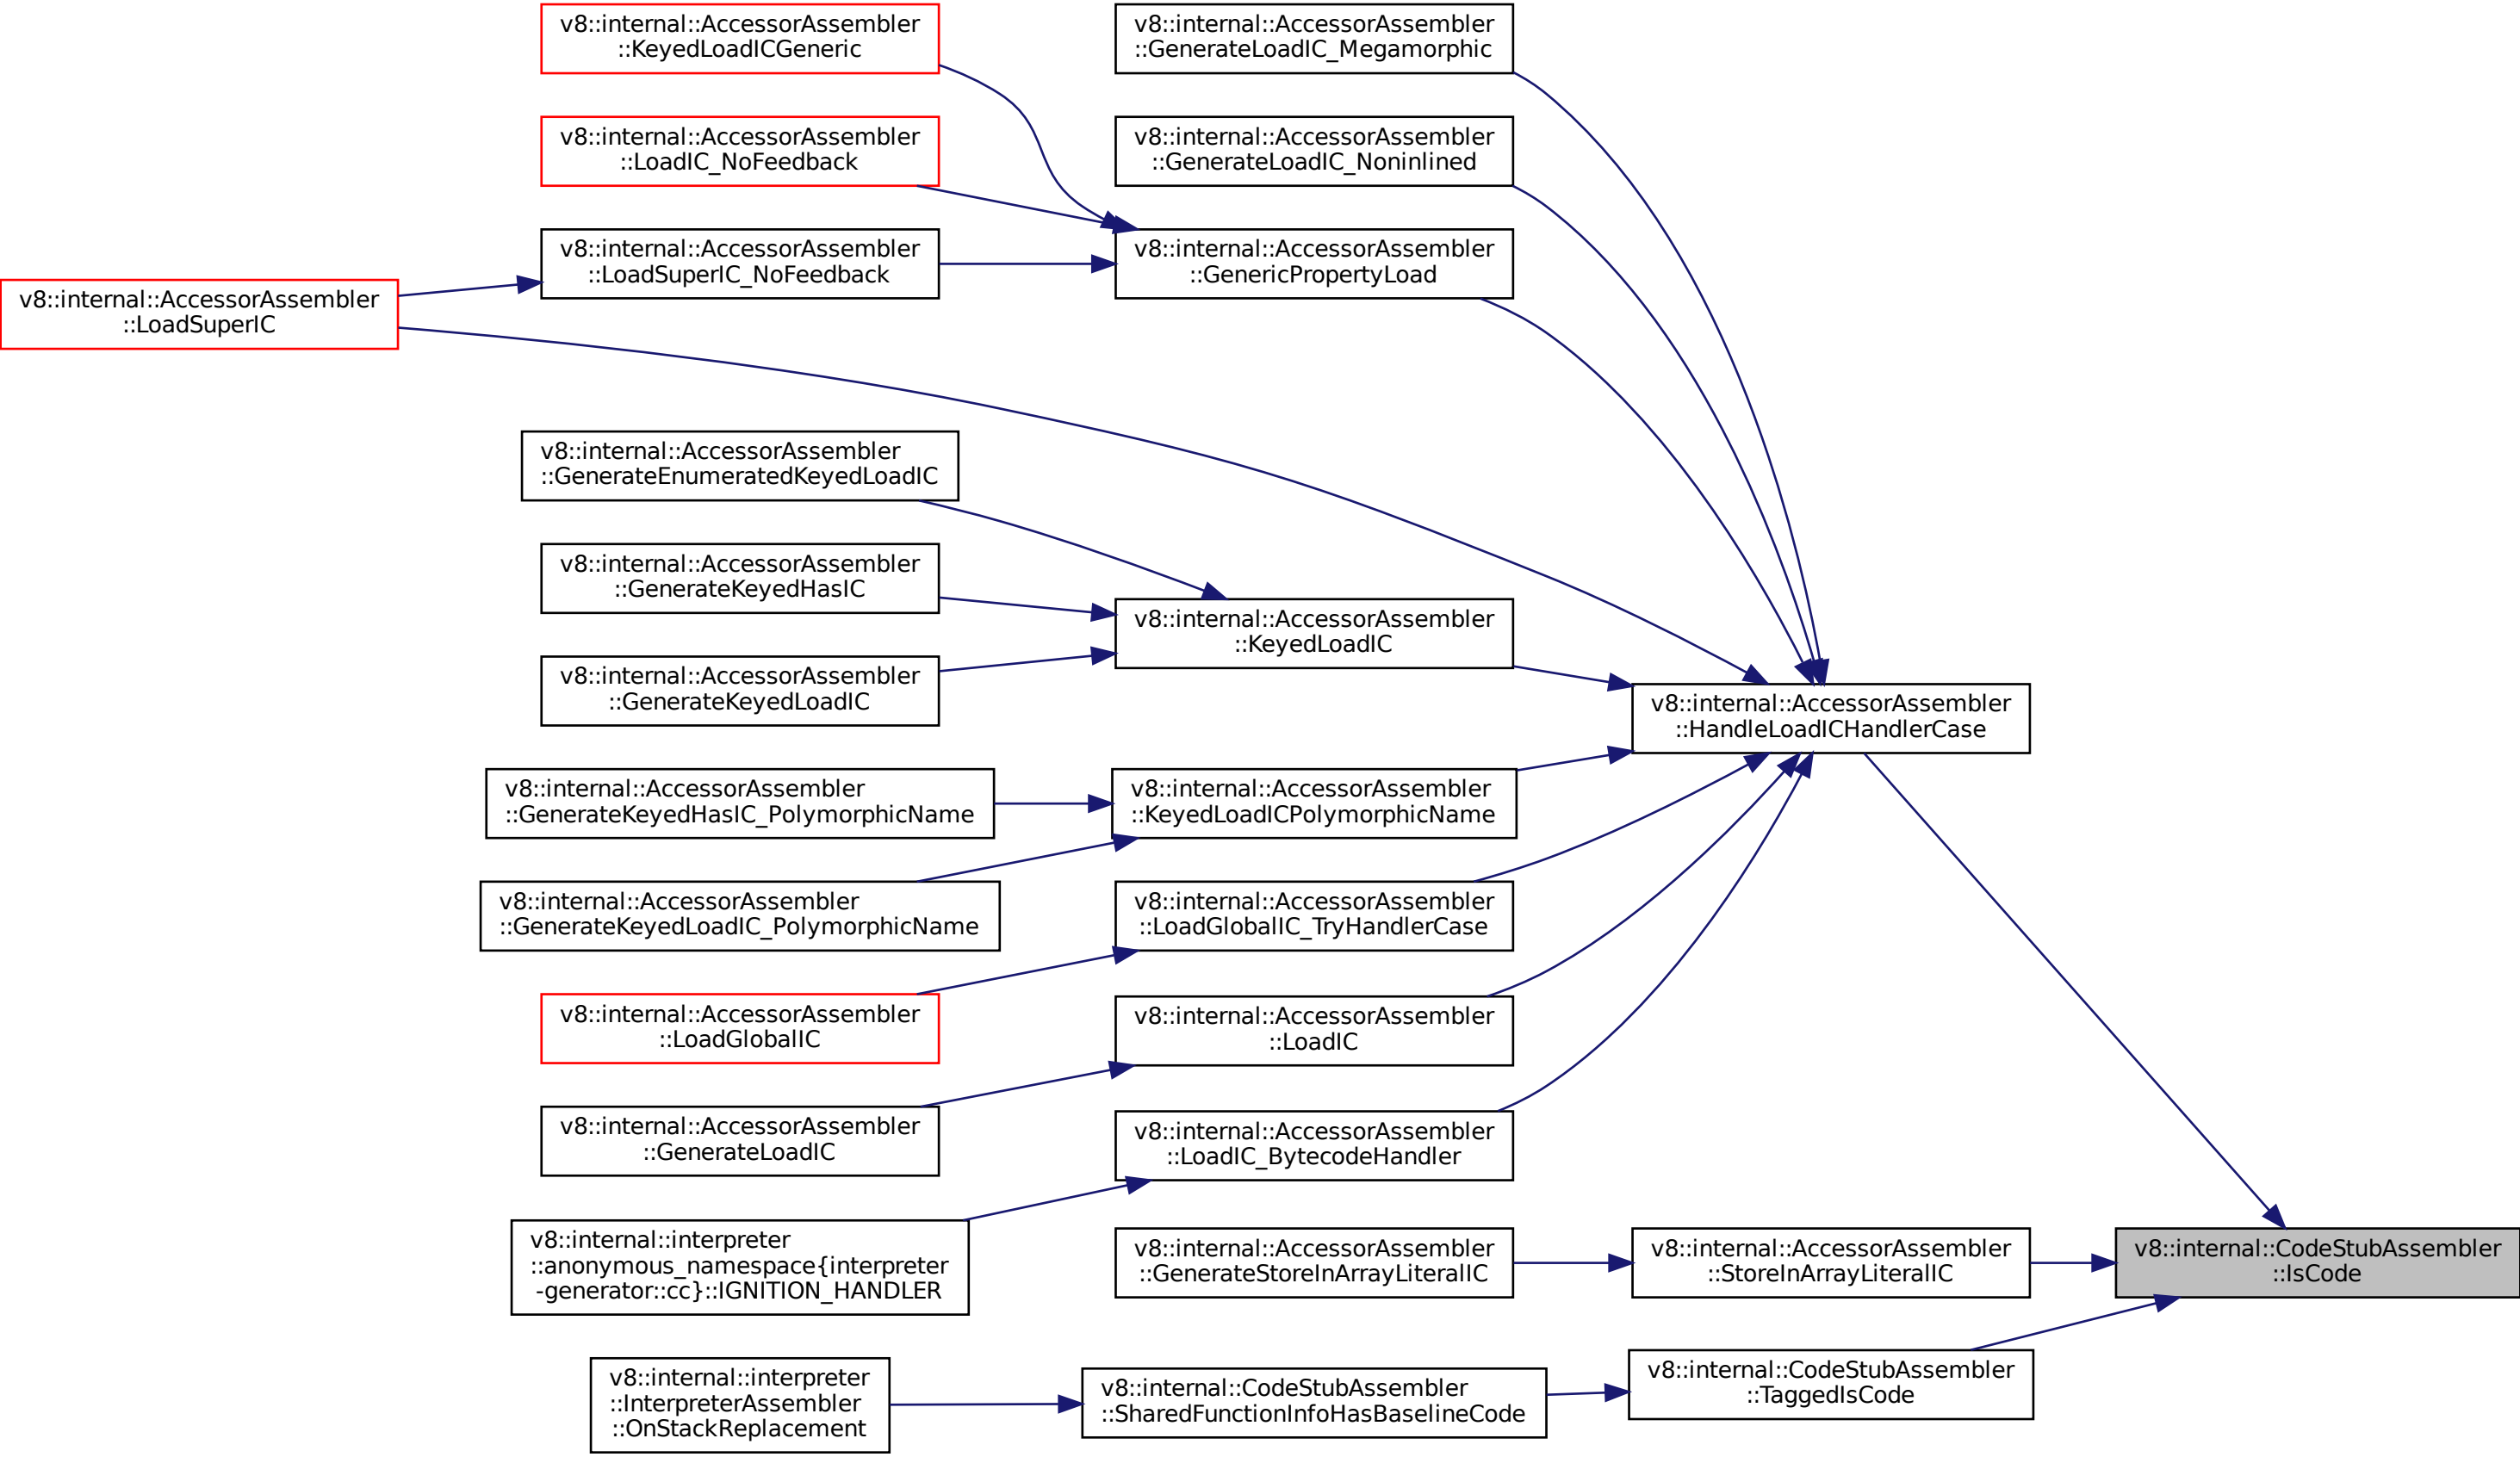 v8::internal::AccessorAssembler
::KeyedLoadICGeneric
v8::internal::AccessorAssembler
::GenerateLoadIC_Megamorphic
v8::internal::AccessorAssembler
::LoadIC_NoFeedback
v8::internal::AccessorAssembler
::GenerateLoadIC_Noninlined
v8::internal::AccessorAssembler
::LoadSuperIC_NoFeedback
v8::internal::AccessorAssembler
::GenericPropertyLoad
v8::internal::AccessorAssembler
::LoadSuperIC
v8::internal::AccessorAssembler
::GenerateEnumeratedKeyedLoadIC
v8::internal::AccessorAssembler
::GenerateKeyedHasIC
v8::internal::AccessorAssembler
::KeyedLoadIC
v8::internal::AccessorAssembler
::GenerateKeyedLoadIC
v8::internal::AccessorAssembler
::HandleLoadICHandlerCase
v8::internal::AccessorAssembler
::GenerateKeyedHasIC_PolymorphicName
v8::internal::AccessorAssembler
::KeyedLoadICPolymorphicName
v8::internal::AccessorAssembler
::GenerateKeyedLoadIC_PolymorphicName
v8::internal::AccessorAssembler
::LoadGlobalIC_TryHandlerCase
v8::internal::AccessorAssembler
::LoadGlobalIC
v8::internal::AccessorAssembler
::LoadIC
v8::internal::AccessorAssembler
::GenerateLoadIC
v8::internal::AccessorAssembler
::LoadIC_BytecodeHandler
v8::internal::interpreter
::anonymous_namespace{interpreter
-generator::cc}::IGNITION_HANDLER
v8::internal::AccessorAssembler
::GenerateStoreInArrayLiteralIC
v8::internal::AccessorAssembler
::StoreInArrayLiteralIC
v8::internal::CodeStubAssembler
::IsCode
v8::internal::interpreter
::InterpreterAssembler
::OnStackReplacement
v8::internal::CodeStubAssembler
::SharedFunctionInfoHasBaselineCode
v8::internal::CodeStubAssembler
::TaggedIsCode